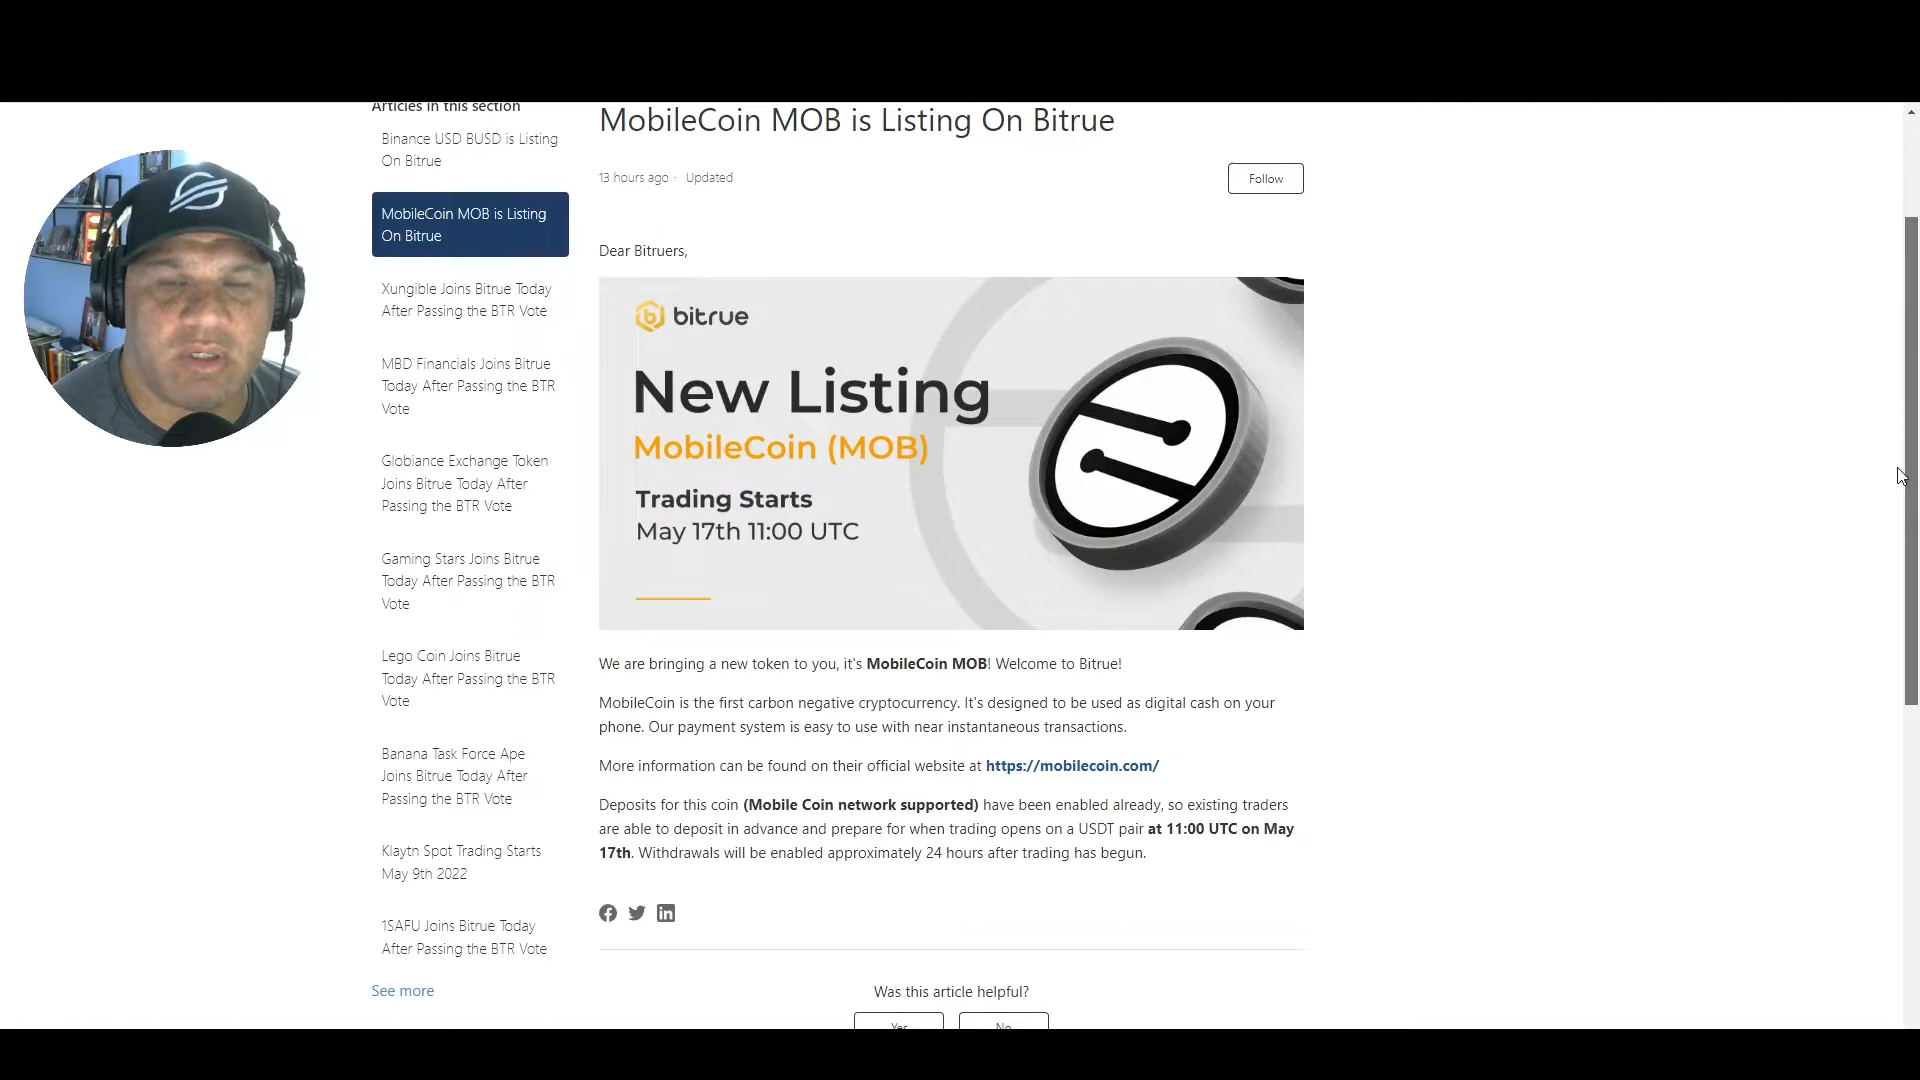 Articles in this section
Binance USD BUSD is Listing
On Bitrue
MobileCoin MOB is Listing
On Bitrue
Xungible Joins Bitrue Today
After Passing the BTR Vote
MBD Financials Joins Bitrue
Today After Passing the BTR
Vote
Globiance Exchange Token
Joins Bitrue Today After
Passing the BTR Vote
Gaming Stars Joins Bitrue
Today After Passing the BTR
Vote
Lego Coin Joins Bitrue
Today After Passing the BTR
Vote
Banana Task Force Ape
Joins Bitrue Today After
Passing the BTR Vote
Klaytn Spot Trading Starts
May 9th 2022
1SAFU Joins Bitrue Today
After Passing the BTR Vote
See more
MobileCoin MOB is Listing On Bitrue
13 hours ago · Updated
Follow
Dear Bitruers,
bitrue
New Listing
MobileCoin (MOB)
Trading Starts
May 17th 11:00 UTC
We are bringing a new token to you, it's MobileCoin MOB! Welcome to Bitrue!
MobileCoin is the first carbon negative cryptocurrency. It's designed to be used as digital cash on your
phone. Our payment system is easy to use with near instantaneous transactions.
More information can be found on their official website at https://mobilecoin.com/
Deposits for this coin (Mobile Coin network supported) have been enabled already, so existing traders
are able to deposit in advance and prepare for when trading opens on a USDT pair at 11:00 UTC on May
17th. Withdrawals will be enabled approximately 24 hours after trading has begun.
Was this article helpful?
Yes
No